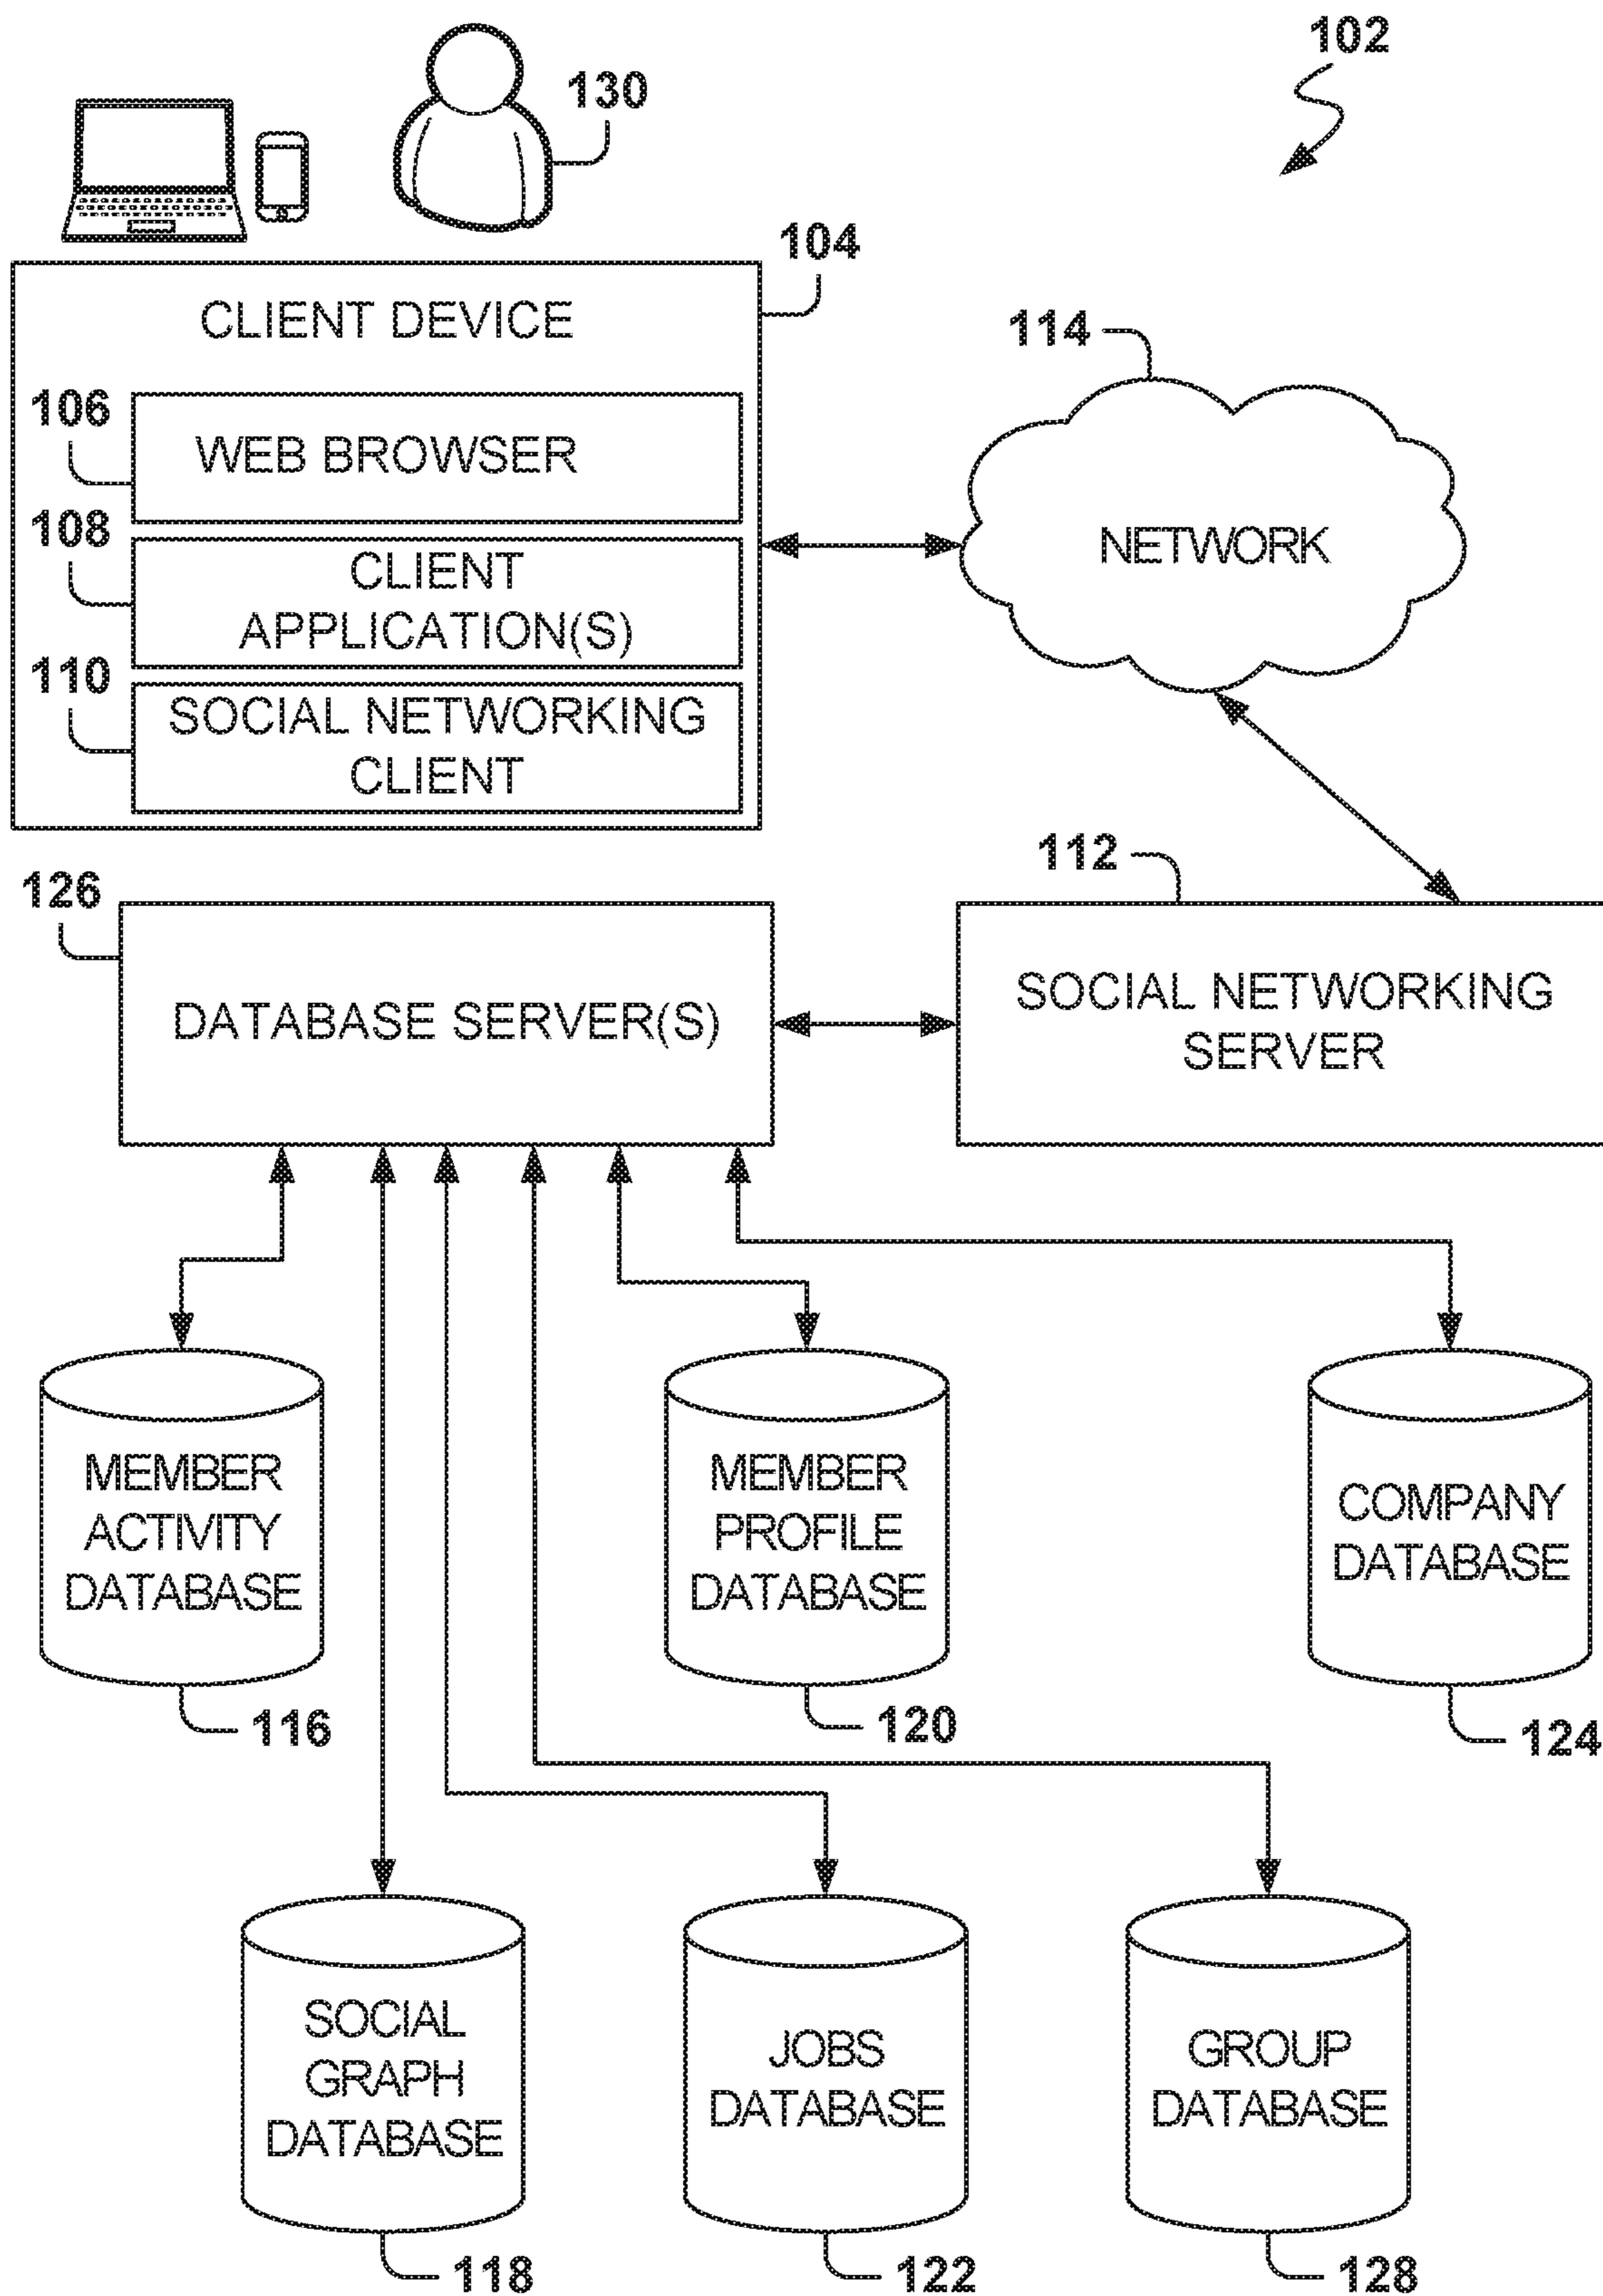 102
130
104
CLIENT DEVICE
114
106
WEB BROWSER
108
CLIENT
APPLICATION(S)
NETWORK
110
SOCIAL NETWORKING
CLIENT
112
126
DATABASE SERVER(S)
SOCIAL NETWORKING
SERVER
MEMBER
ACTIVITY
DATABASE
MEMBER
PROFILE
DATABASE
COMPANY
DATABASE
116
120
124
SOCIAL
GRAPH
DATABASE
JOBS
DATABASE
GROUP
DATABASE
118
122
128